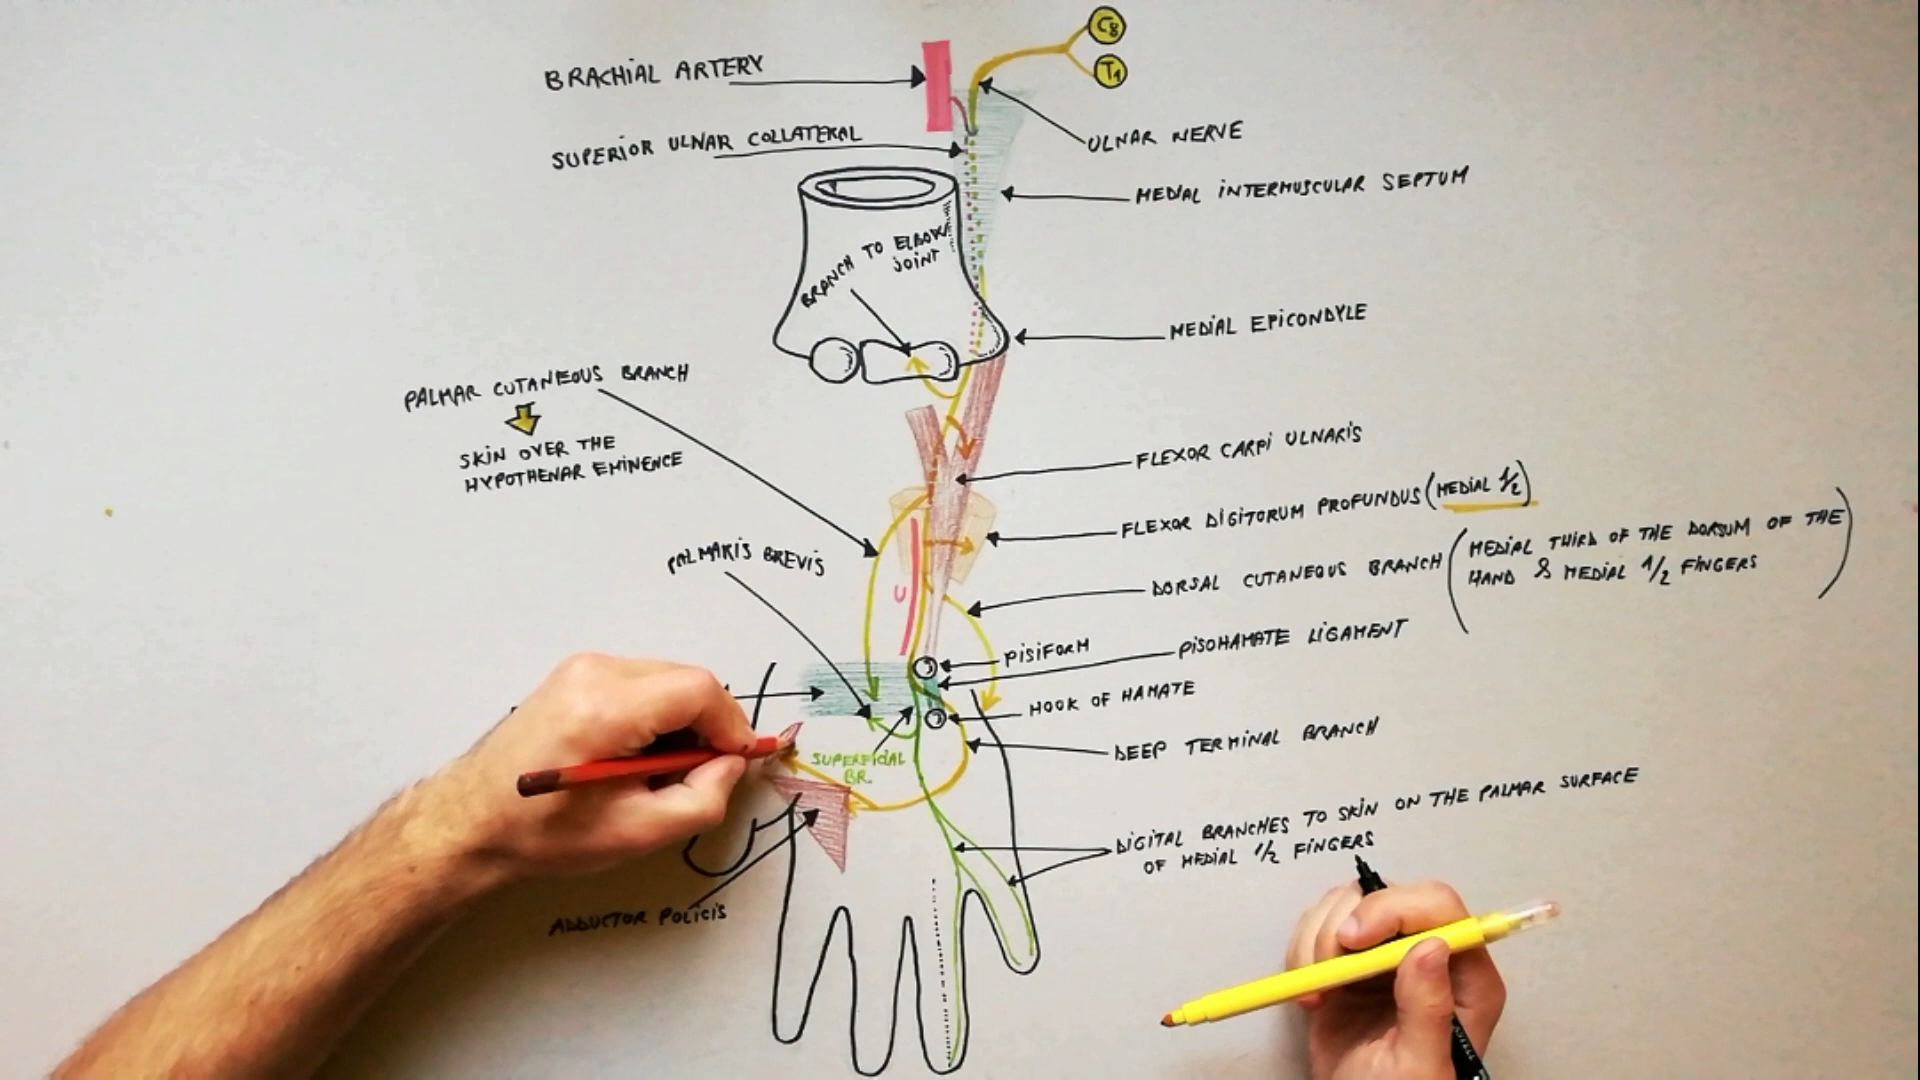 C8
T1
BRACHIAL ARTERY
SUPERIOR ULNAR COLLATERAL
ULNAR NERVE
MEDIAL INTERMUSCULAR SEPTUM
BRANCH TO ELBOW
JOINT
MEDIAL EPICONDYLE
PALMAR CUTANEOUS BRANCH
SKIN OVER THE
HYPOTHENAR EMINENCE
FLEXOR CARPI ULNARIS
FLEXOR DIGITORUM PROFUNDUS (MEDIAL 1/2)
PALMARIS BREVIS
DORSAL CUTANEOUS BRANCH (MEDIAL THIRD OF THE DORSUM OF THE
HAND & MEDIAL 1/2 FINGERS)
U
PISIFORM
PISOHAMATE LIGAMENT
HOOK OF HAMATE
SUPERFICIAL
BR.
DEEP TERMINAL BRANCH
DIGITAL BRANCHES TO SKIN ON THE PALMAR SURFACE
OF MEDIAL 1/2 FINGERS
ADDUCTOR POLICIS